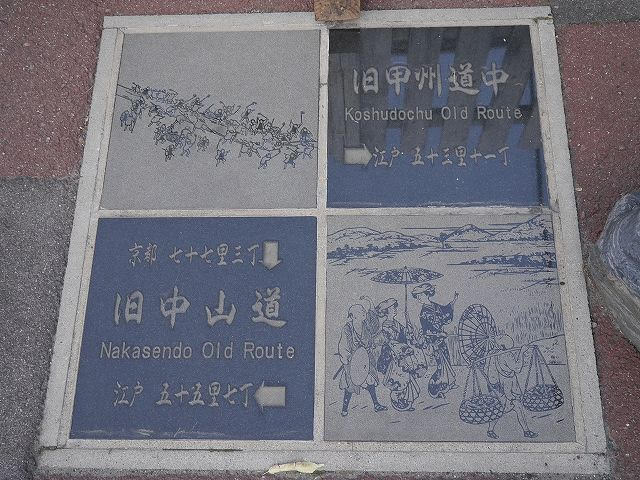 旧甲州道中
Koshudochu Old Route
江戸 五十三里十一丁
京都 七十七里三丁
旧中山道
Nakasendo Old Route
江戸 五十五里七丁